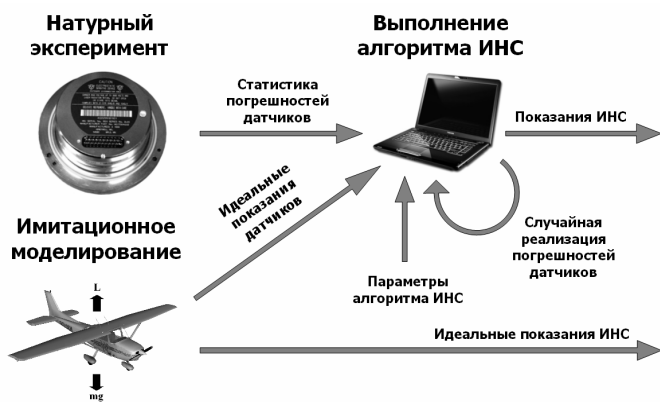 Натурный
эксперимент
Выполнение
алгоритма ИНС
Статистика
погрешностей
датчиков
Показания ИНС
Идеальные
показания
датчиков
Имитационное
моделирование
Случайная
реализация
погрешностей
датчиков
Параметры
алгоритма ИНС
L
Идеальные показания ИНС
mg